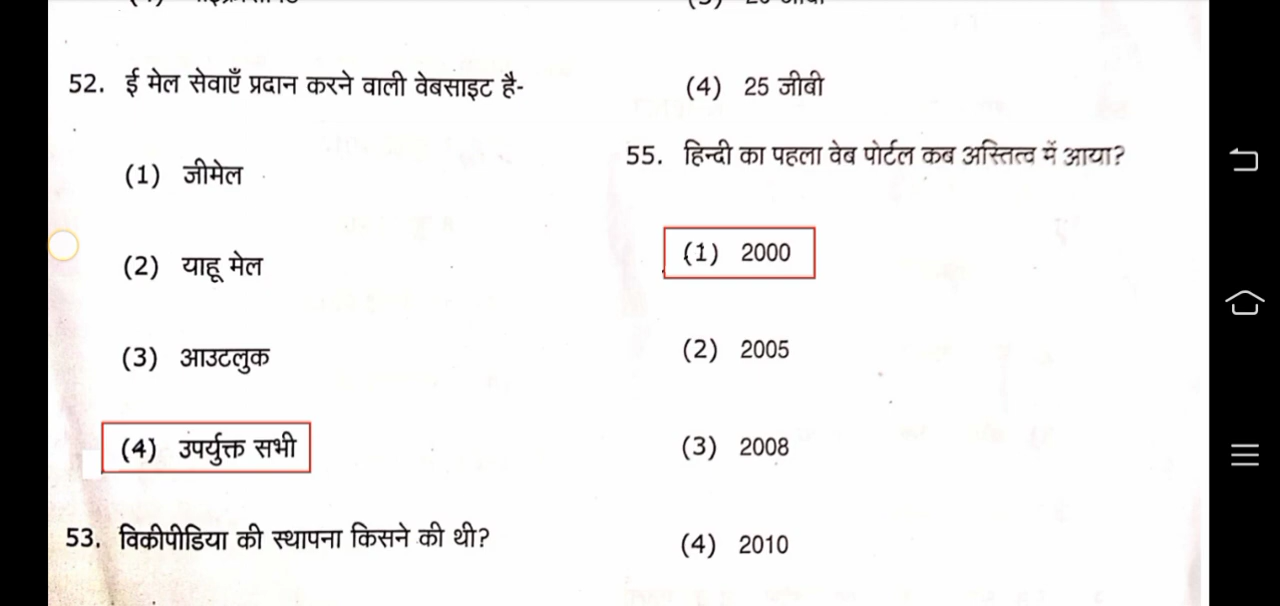 52. ई मेल सेवाएँ प्रदान करने वाली वेबसाइट है-
(1) जीमेल
(2) याहू मेल
(3) आउटलुक
(4) उपर्युक्त सभी
53. विकीपीडिया की स्थापना किसने की थी?
(4) 25 जीबी
55. हिन्दी का पहला वेब पोर्टल कब अस्तित्व में आया?
(1) 2000
(2) 2005
(3) 2008
(4) 2010